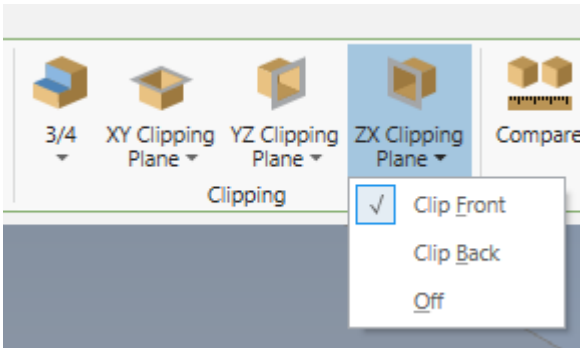 3/4
XY Clipping
Plane
YZ Clipping
Plane
ZX Clipping
Plane
Compare
Clipping
√ Clip Front
Clip Back
Off